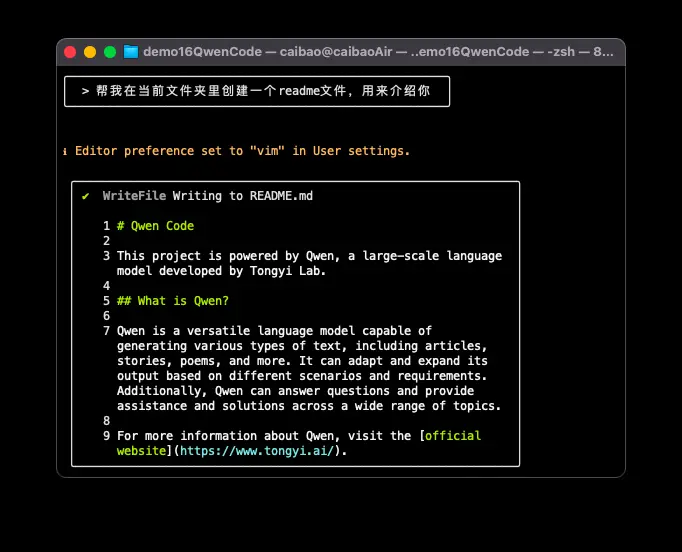 demo16QwenCode — caibao@caibaoAir — ..emo16QwenCode — -zsh — 8...
> 帮我在当前文件夹里创建一个readme文件，用来介绍你
i Editor preference set to "vim" in User settings.
✔ WriteFile Writing to README.md
1 # Qwen Code
2
3 This project is powered by Qwen, a large-scale language
model developed by Tongyi Lab.
4
5 ## What is Qwen?
6
7 Qwen is a versatile language model capable of
generating various types of text, including articles,
stories, poems, and more. It can adapt and expand its
output based on different scenarios and requirements.
Additionally, Qwen can answer questions and provide
assistance and solutions across a wide range of topics.
8
9 For more information about Qwen, visit the [official
website](https://www.tongyi.ai/).